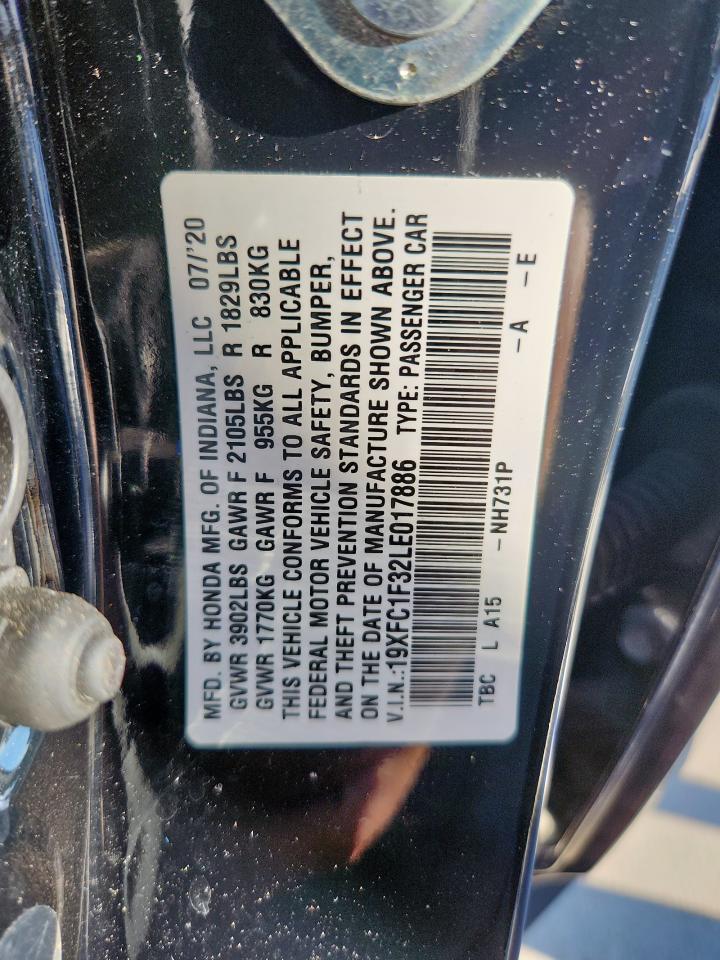 MFD. BY HONDA MFG. OF INDIANA, LLC 07/'20
GVWR 3902LBS GAWR F 2105LBS R 1829LBS
GVWR 1770KG GAWR F 955KG R 830KG
THIS VEHICLE CONFORMS TO ALL APPLICABLE
FEDERAL MOTOR VEHICLE SAFETY, BUMPER,
AND THEFT PREVENTION STANDARDS IN EFFECT
ON THE DATE OF MANUFACTURE SHOWN ABOVE.
V.I.N.:19XFC1F32LE017886 TYPE: PASSENGER CAR
TBC L A15 -NH731P -A -E